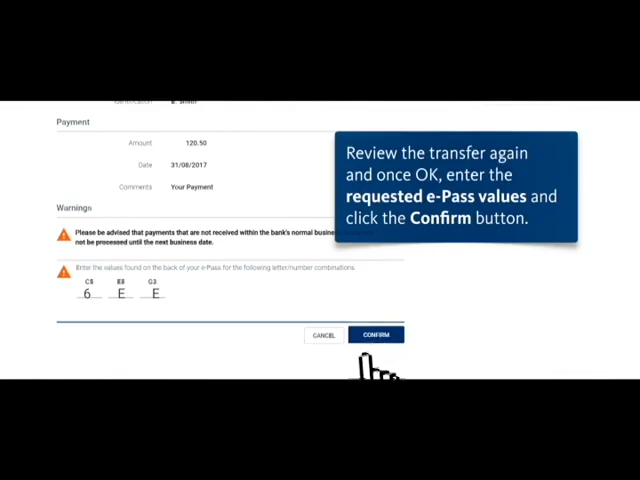 Identification B. Smith
Payment
Amount 120.50
Date 31/08/2017
Comments Your Payment
Warnings
Please be advised that payments that are not received within the bank's normal busin
not be processed until the next business date.
Enter the values found on the back of your e-Pass for the following letter/number combinations.
C5 E8 G3
6 E E
CANCEL CONFIRM
Review the transfer again
and once OK, enter the
requested e-Pass values and
click the Confirm button.